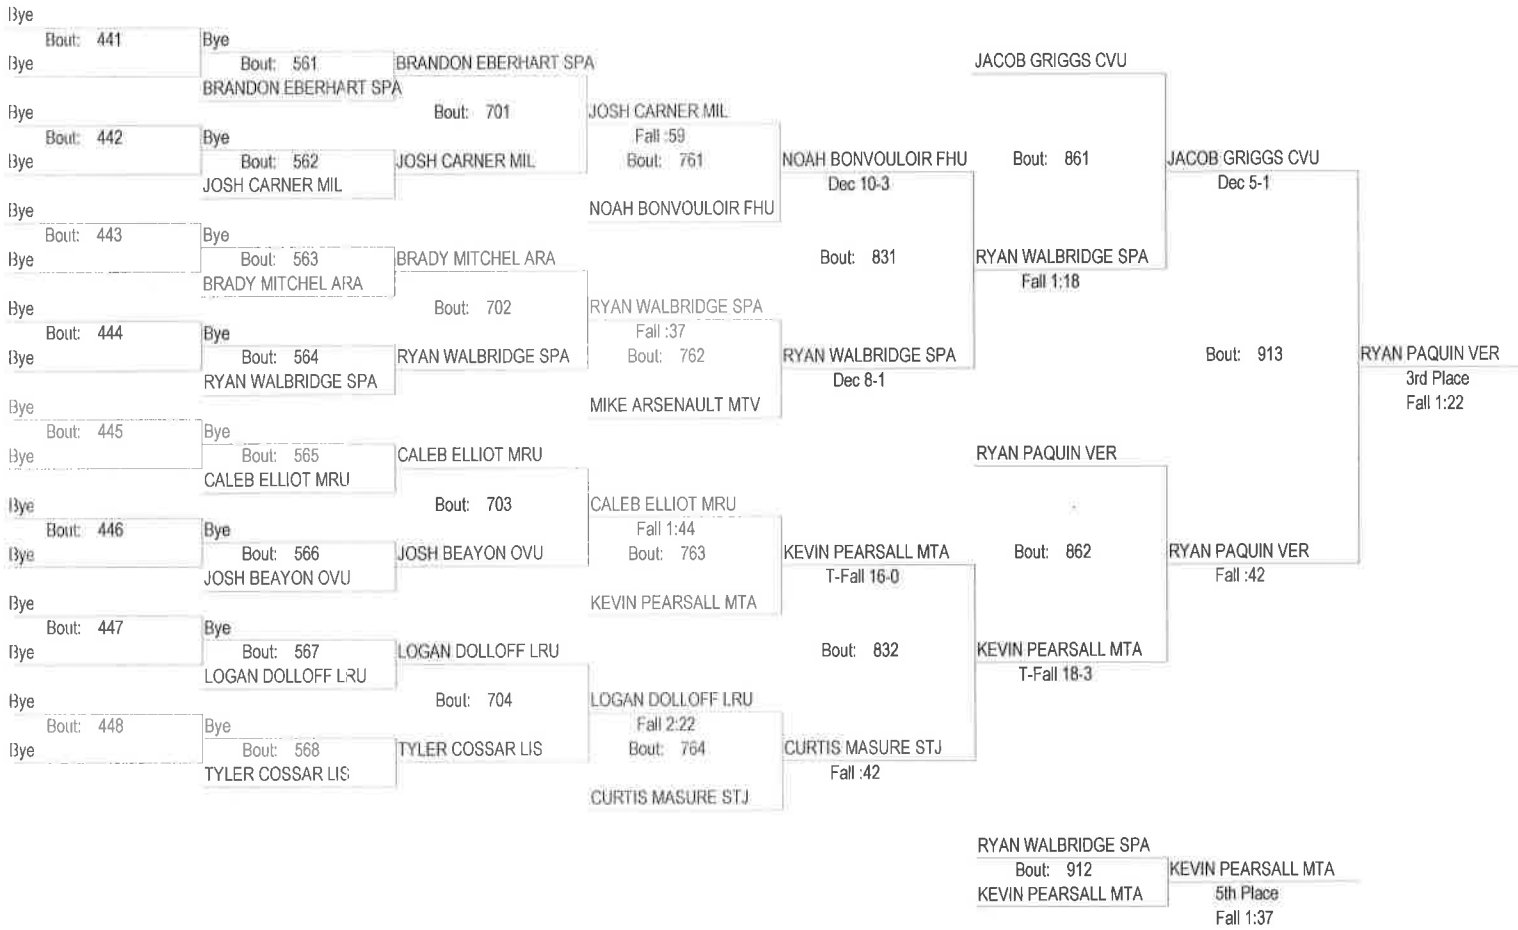 Bye
Bout: 441
Bye
Bye
Bout: 561
BRANDON EBERHART SPA
BRANDON EBERHART SPA
Bout: 701
Bye
Bout: 442
Bye
Bye
Bout: 562
JOSH CARNER MIL
JOSH CARNER MIL
JOSH CARNER MIL
Fall :59
Bout: 761
NOAH BONVOULOIR FHU
NOAH BONVOULOIR FHU
Dec 10-3
Bye
Bout: 443
Bye
Bye
Bout: 563
BRADY MITCHEL ARA
BRADY MITCHEL ARA
Bout: 702
Bye
Bout: 444
Bye
Bye
Bout: 564
RYAN WALBRIDGE SPA
RYAN WALBRIDGE SPA
RYAN WALBRIDGE SPA
Fall :37
Bout: 762
MIKE ARSENAULT MTV
RYAN WALBRIDGE SPA
Dec 8-1
Bout: 831
JACOB GRIGGS CVU
Bout: 861
RYAN WALBRIDGE SPA
Fall 1:18
JACOB GRIGGS CVU
Dec 5-1
Bye
Bout: 445
Bye
Bye
Bout: 565
CALEB ELLIOT MRU
CALEB ELLIOT MRU
Bout: 703
Bye
Bout: 446
Bye
Bye
Bout: 566
JOSH BEAYON OVU
JOSH BEAYON OVU
CALEB ELLIOT MRU
Fall 1:44
Bout: 763
KEVIN PEARSALL MTA
KEVIN PEARSALL MTA
T-Fall 16-0
Bye
Bout: 447
Bye
Bye
Bout: 567
LOGAN DOLLOFF LRU
LOGAN DOLLOFF LRU
Bout: 704
Bye
Bout: 448
Bye
Bye
Bout: 568
TYLER COSSAR LIS
TYLER COSSAR LIS
LOGAN DOLLOFF LRU
Fall 2:22
Bout: 764
CURTIS MASURE STJ
CURTIS MASURE STJ
Fall :42
Bout: 832
RYAN PAQUIN VER
Bout: 862
KEVIN PEARSALL MTA
T-Fall 18-3
RYAN PAQUIN VER
Fall :42
Bout: 913
RYAN PAQUIN VER
3rd Place
Fall 1:22
RYAN WALBRIDGE SPA
Bout: 912
KEVIN PEARSALL MTA
KEVIN PEARSALL MTA
5th Place
Fall 1:37